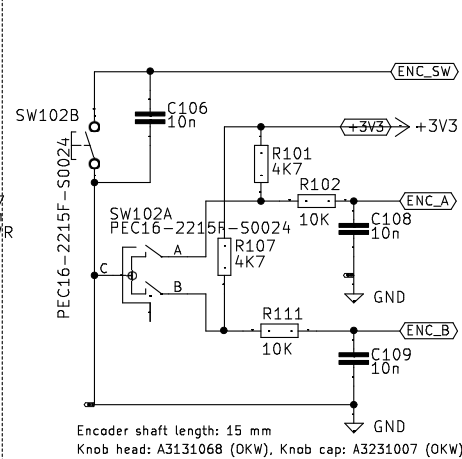 ENC_SW
SW102B
C106
10n
+3V3
+3V3
PEC16-2215F-S0024
R101
4K7
R102
10K
ENC_A
SW102A
PEC16-2215F-S0024
C108
10n
A
R107
4K7
C
B
GND
R111
10K
ENC_B
C109
10n
GND
Encoder shaft length: 15 mm
Knob head: A3131068 (OKW), Knob cap: A3231007 (OKW)